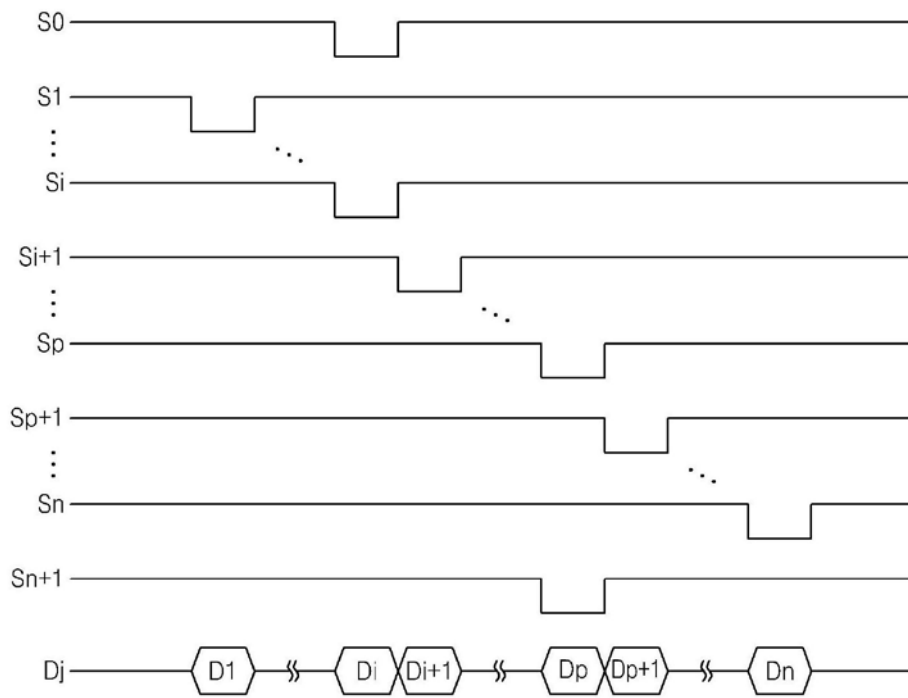 S0
S1
Si
Si+1
Sp
Sp+1
Sn
Sn+1
Dj D1 Di Di+1 Dp Dp+1 Dn